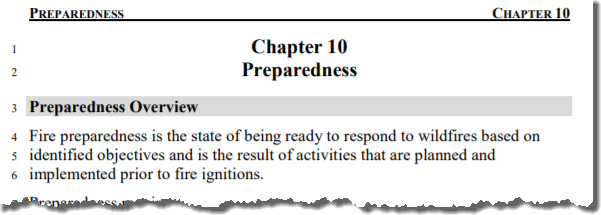 PREPAREDNESS CHAPTER 10
1 Chapter 10
2 Preparedness
3 Preparedness Overview
4 Fire preparedness is the state of being ready to respond to wildfires based on
5 identified objectives and is the result of activities that are planned and
6 implemented prior to fire ignitions.
Preparedness